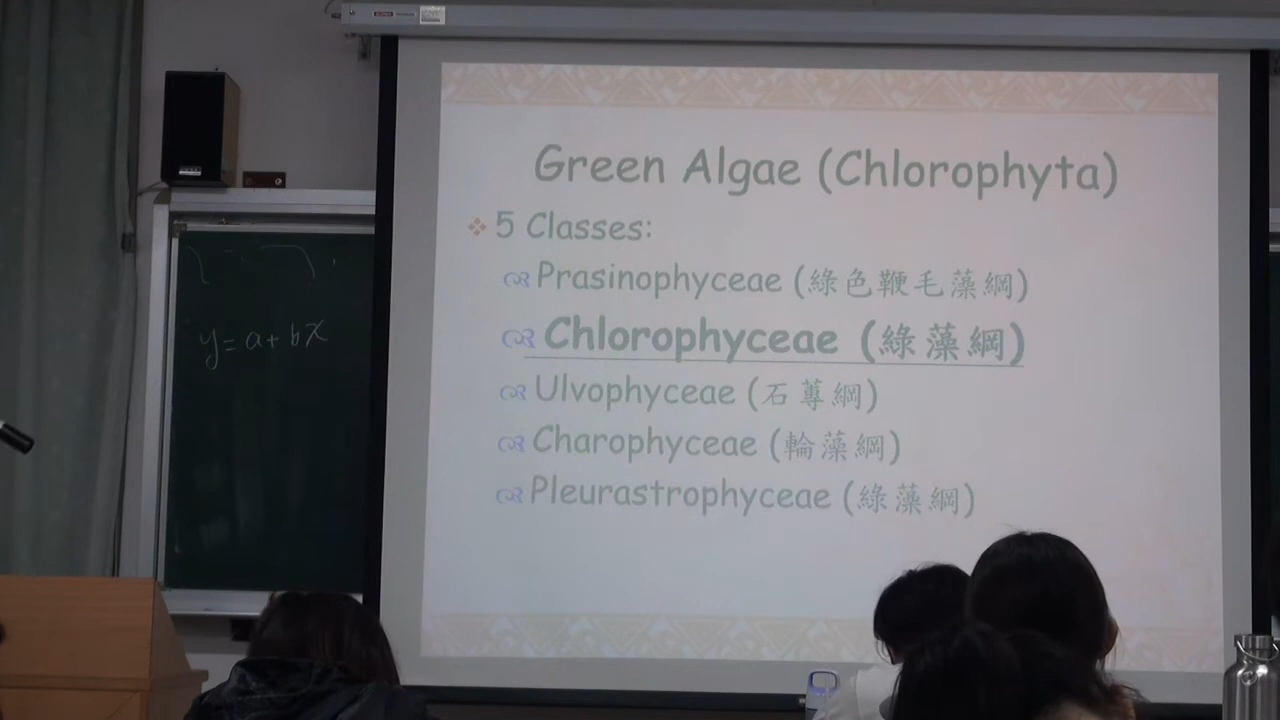 Green Algae (Chlorophyta)
5 Classes:
Prasinophyceae (綠色鞭毛藻綱)
Chlorophyceae (綠藻綱)
Ulvophyceae (石蓴綱)
Charophyceae (輪藻綱)
Pleurastrophyceae (綠藻綱)
y=a+bx